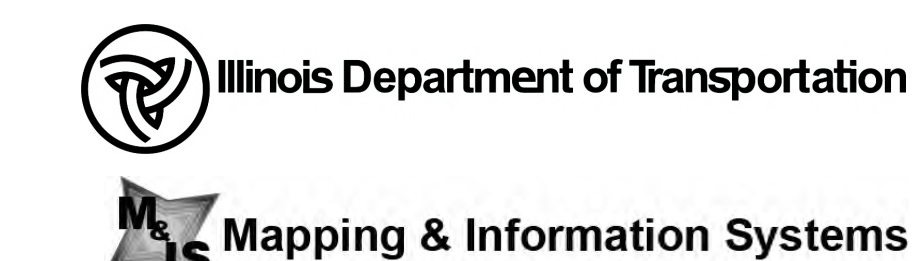 Illinois Department of Transportation
M&IS Mapping & Information Systems